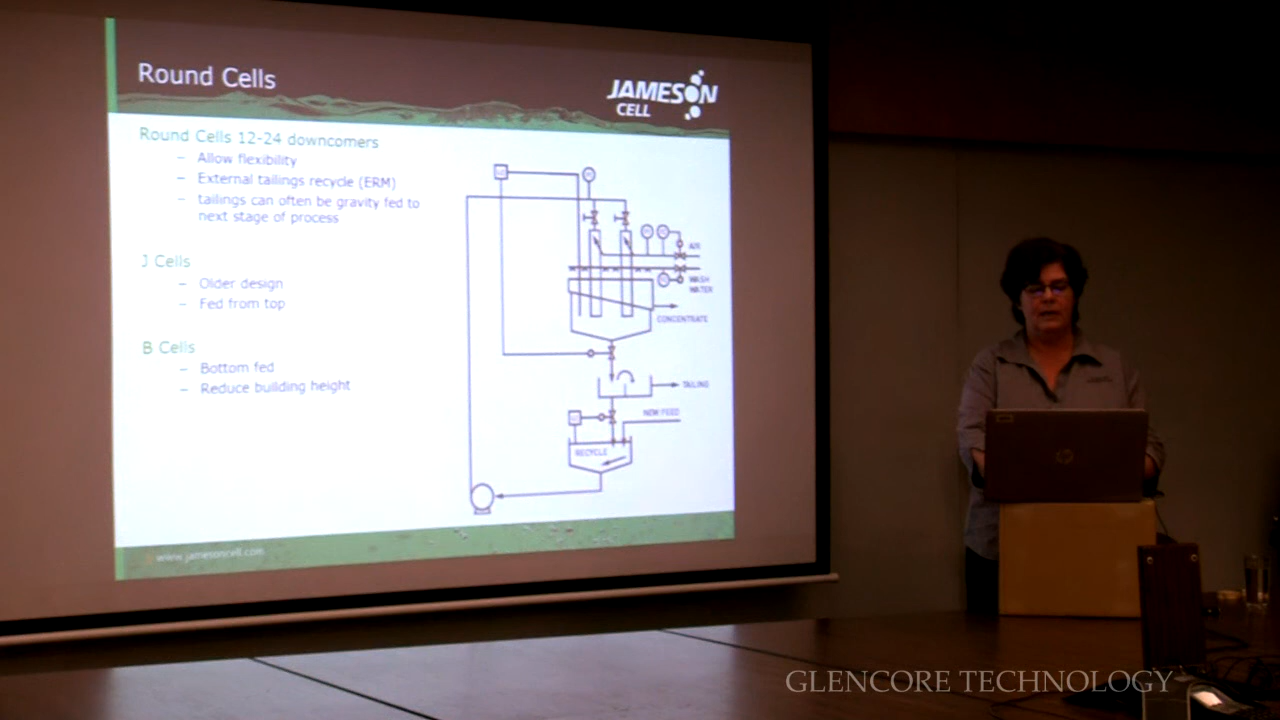 Round Cells
JAMESON
CELL
Round Cells 12-24 downcomers
– Allow flexibility
– External tailings recycle (ERM)
– tailings can often be gravity fed to
next stage of process
J Cells
– Older design
– Fed from top
B Cells
– Bottom fed
– Reduce building height
AIR
WASH
WATER
CONCENTRATE
TAILING
NEW FEED
RECYCLE
www.jamesoncell.com
hp
GLENCORE TECHNOLOGY